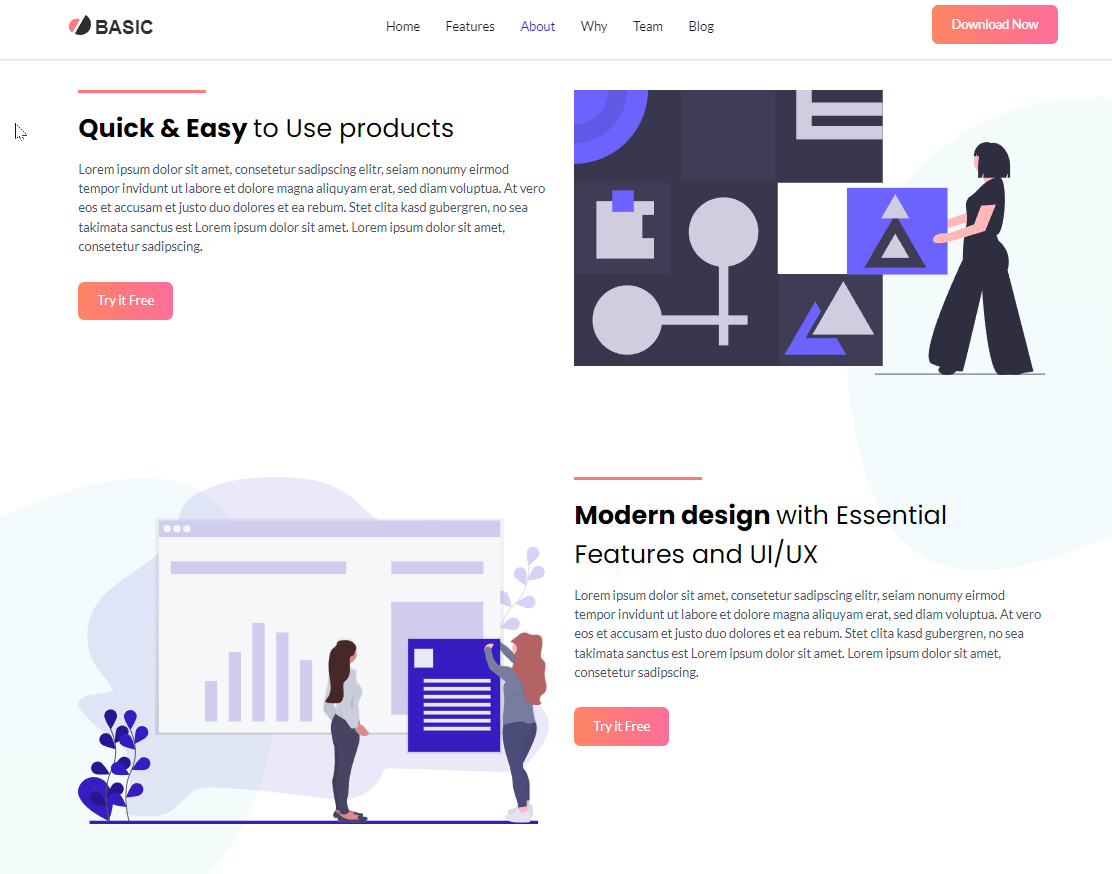 BASIC
Home Features About Why Team Blog
Download Now
Quick & Easy to Use products
Lorem ipsum dolor sit amet, consetetur sadipscing elitr, seiam nonumy eirmod
tempor invidunt ut labore et dolore magna aliquyam erat, sed diam voluptua. At vero
eos et accusam et justo duo dolores et ea rebum. Stet clita kasd gubergren, no sea
takimata sanctus est Lorem ipsum dolor sit amet. Lorem ipsum dolor sit amet,
consetetur sadipscing.
Try it Free
Modern design with Essential
Features and UI/UX
Lorem ipsum dolor sit amet, consetetur sadipscing elitr, seiam nonumy eirmod
tempor invidunt ut labore et dolore magna aliquyam erat, sed diam voluptua. At vero
eos et accusam et justo duo dolores et ea rebum. Stet clita kasd gubergren, no sea
takimata sanctus est Lorem ipsum dolor sit amet. Lorem ipsum dolor sit amet,
consetetur sadipscing.
Try it Free